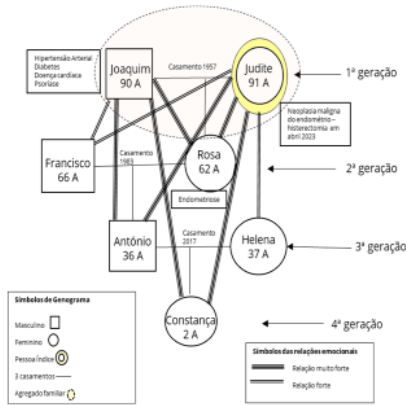 Hipertensão Arterial
Diabetes
Doença cardíaca
Psoríase
Joaquim
90 A
Casamento 1957
Judite
91 A
1ª geração
Neoplasia maligna
do endométrio –
histerectomia em
abril 2023
Francisco
66 A
Casamento
1983
Rosa
62 A
2ª geração
Endometriose
António
36 A
Casamento
2017
Helena
37 A
3ª geração
Constança
2 A
4ª geração
Símbolos de Genograma
Masculino
Feminino
Pessoa Índice
3 casamentos
Agregado familiar
Símbolos das relações emocionais
Relação muito forte
Relação forte